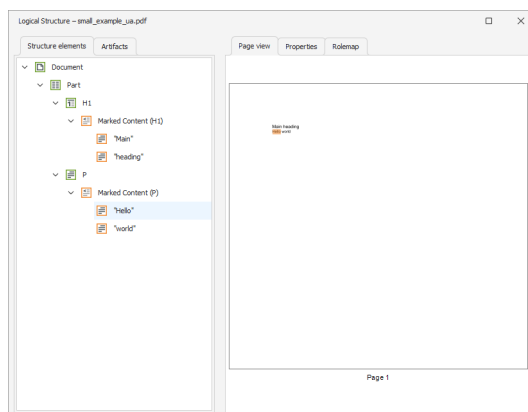 Logical Structure – small_example_ua.pdf
Structure elements Artifacts
Document
Part
H1
Marked Content (H1)
"Main"
"heading"
P
Marked Content (P)
"Hello"
"world"
Page view Properties Rolemap
Main heading
Hello world
Page 1